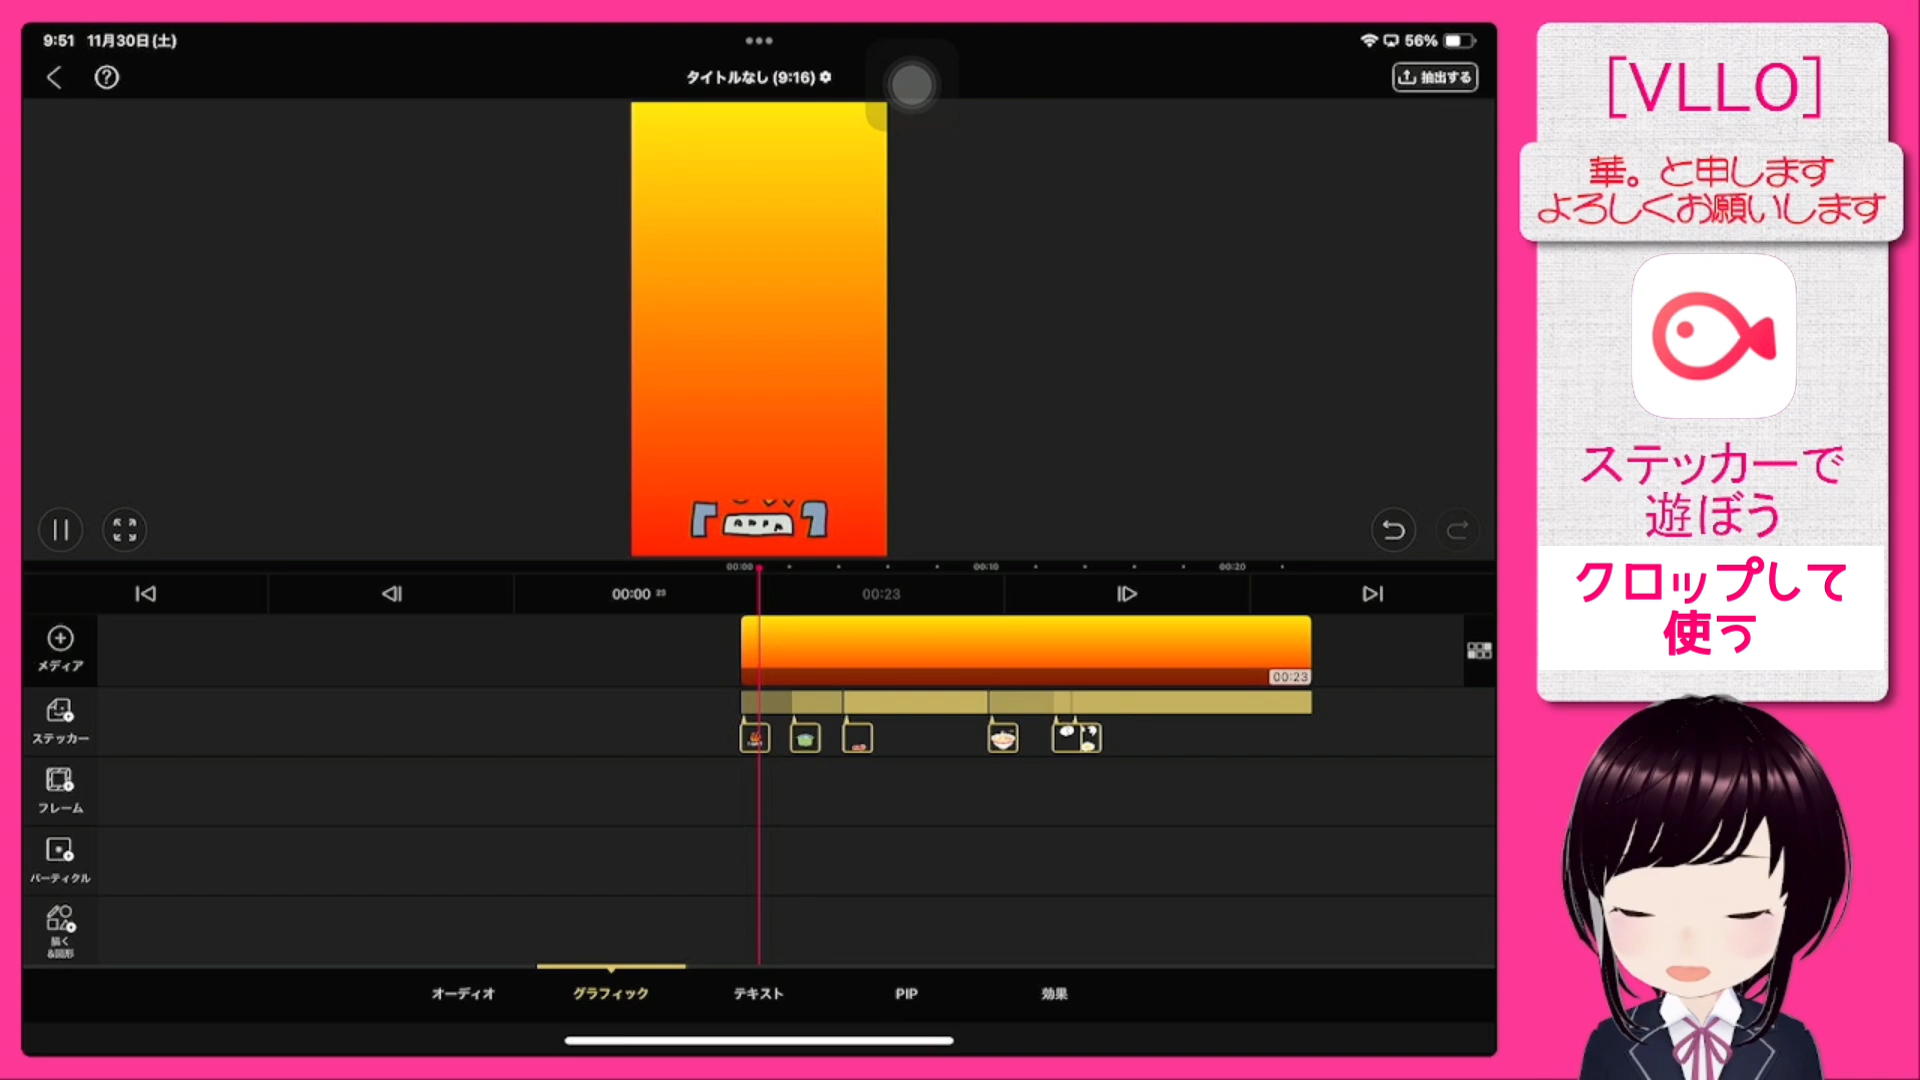 9:51 11月30日(土)
56%
タイトルなし (9:16)
抽出する
00:00
00:10
00:20
00:00 23
00:23
メディア
00:23
ステッカー
フレーム
パーティクル
描く
&図形
オーディオ
グラフィック
テキスト
PIP
効果
[VLLO]
華。と申します
よろしくお願いします
ステッカーで
遊ぼう
クロップして
使う